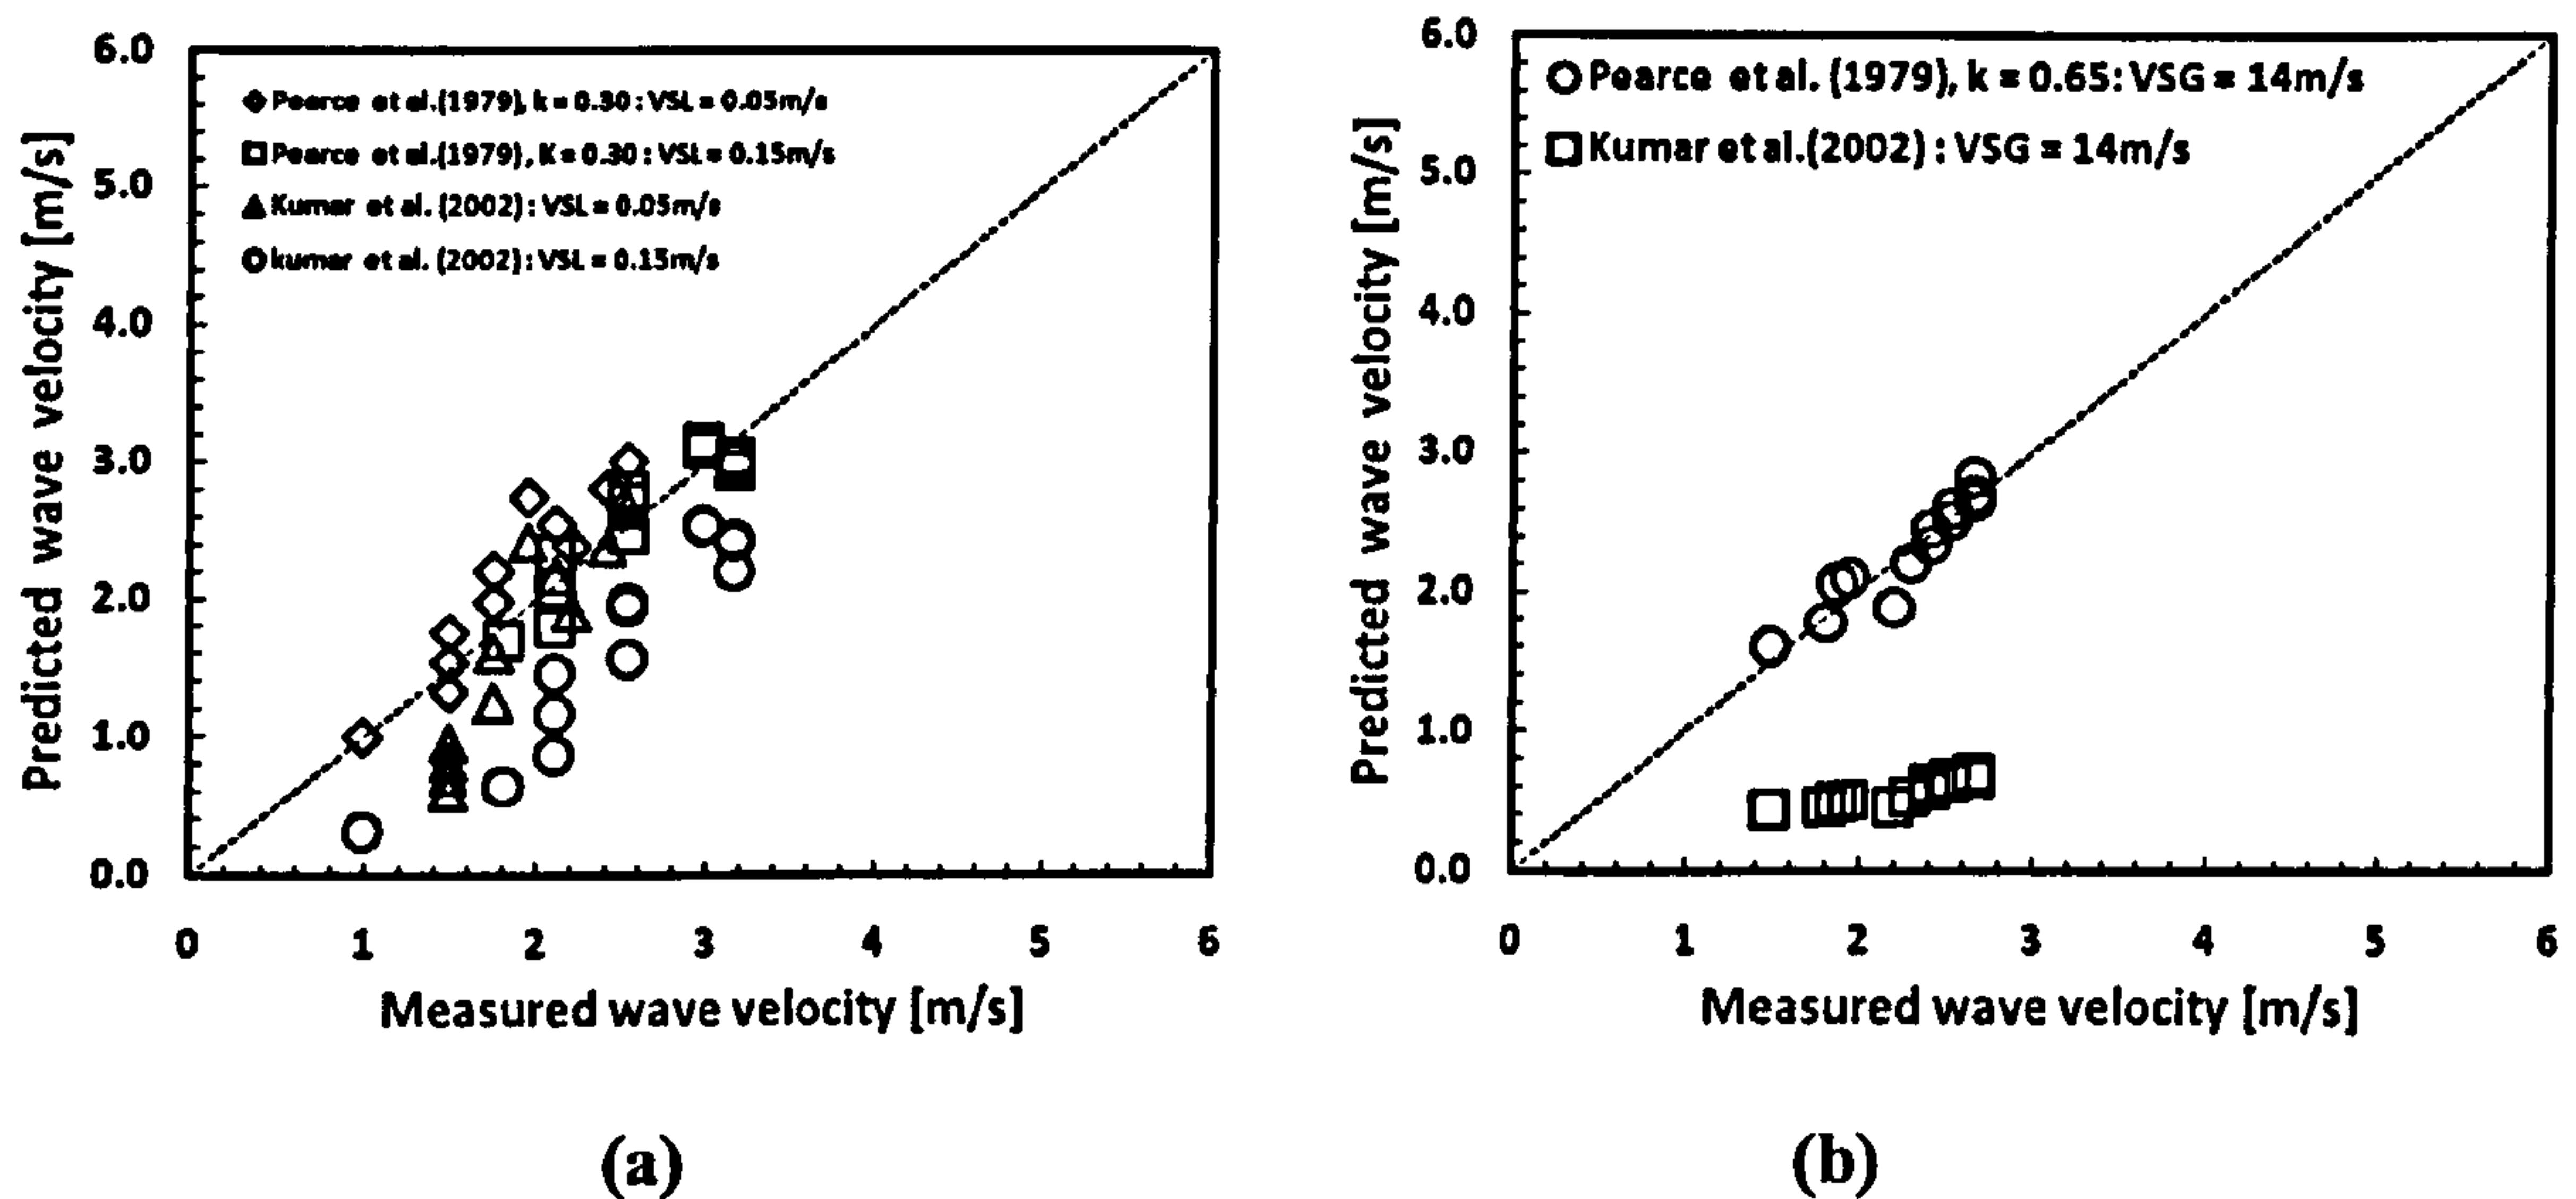 6.0
5.0
4.0
3.0
2.0
1.0
0.0
Predicted wave velocity [m/s]
Pearce et al.(1979), k = 0.30 : VSL = 0.05m/s
Pearce et al.(1979), K = 0.30 : VSL = 0.15m/s
Kumar et al. (2002) : VSL = 0.05m/s
kumar et al. (2002) : VSL = 0.15m/s
0 1 2 3 4 5 6
Measured wave velocity [m/s]
(a)
6.0
5.0
4.0
3.0
2.0
1.0
0.0
Predicted wave velocity [m/s]
Pearce et al. (1979), k = 0.65: VSG = 14m/s
Kumar et al.(2002) : VSG = 14m/s
0 1 2 3 4 5 6
Measured wave velocity [m/s]
(b)